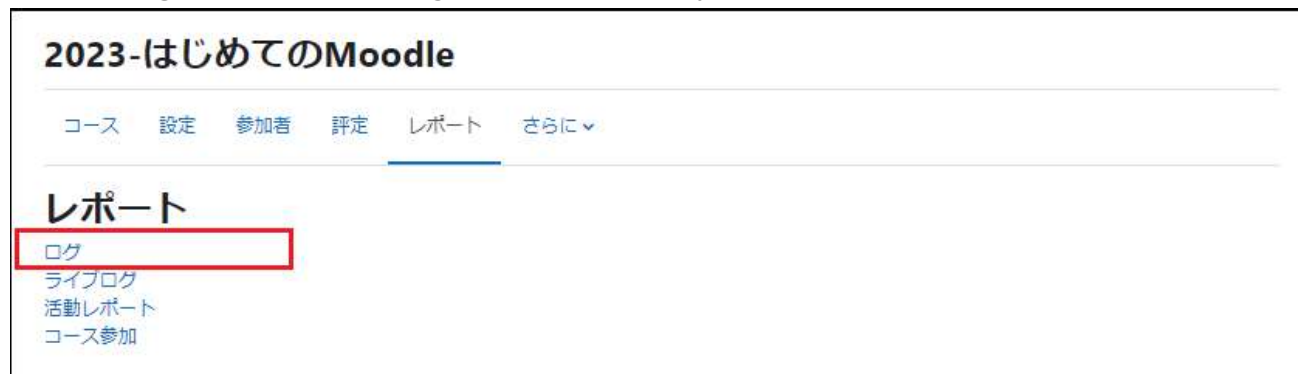 2023-はじめてのMoodle
コース 設定 参加者 評定 レポート さらに
レポート
ログ
ライブログ
活動レポート
コース参加